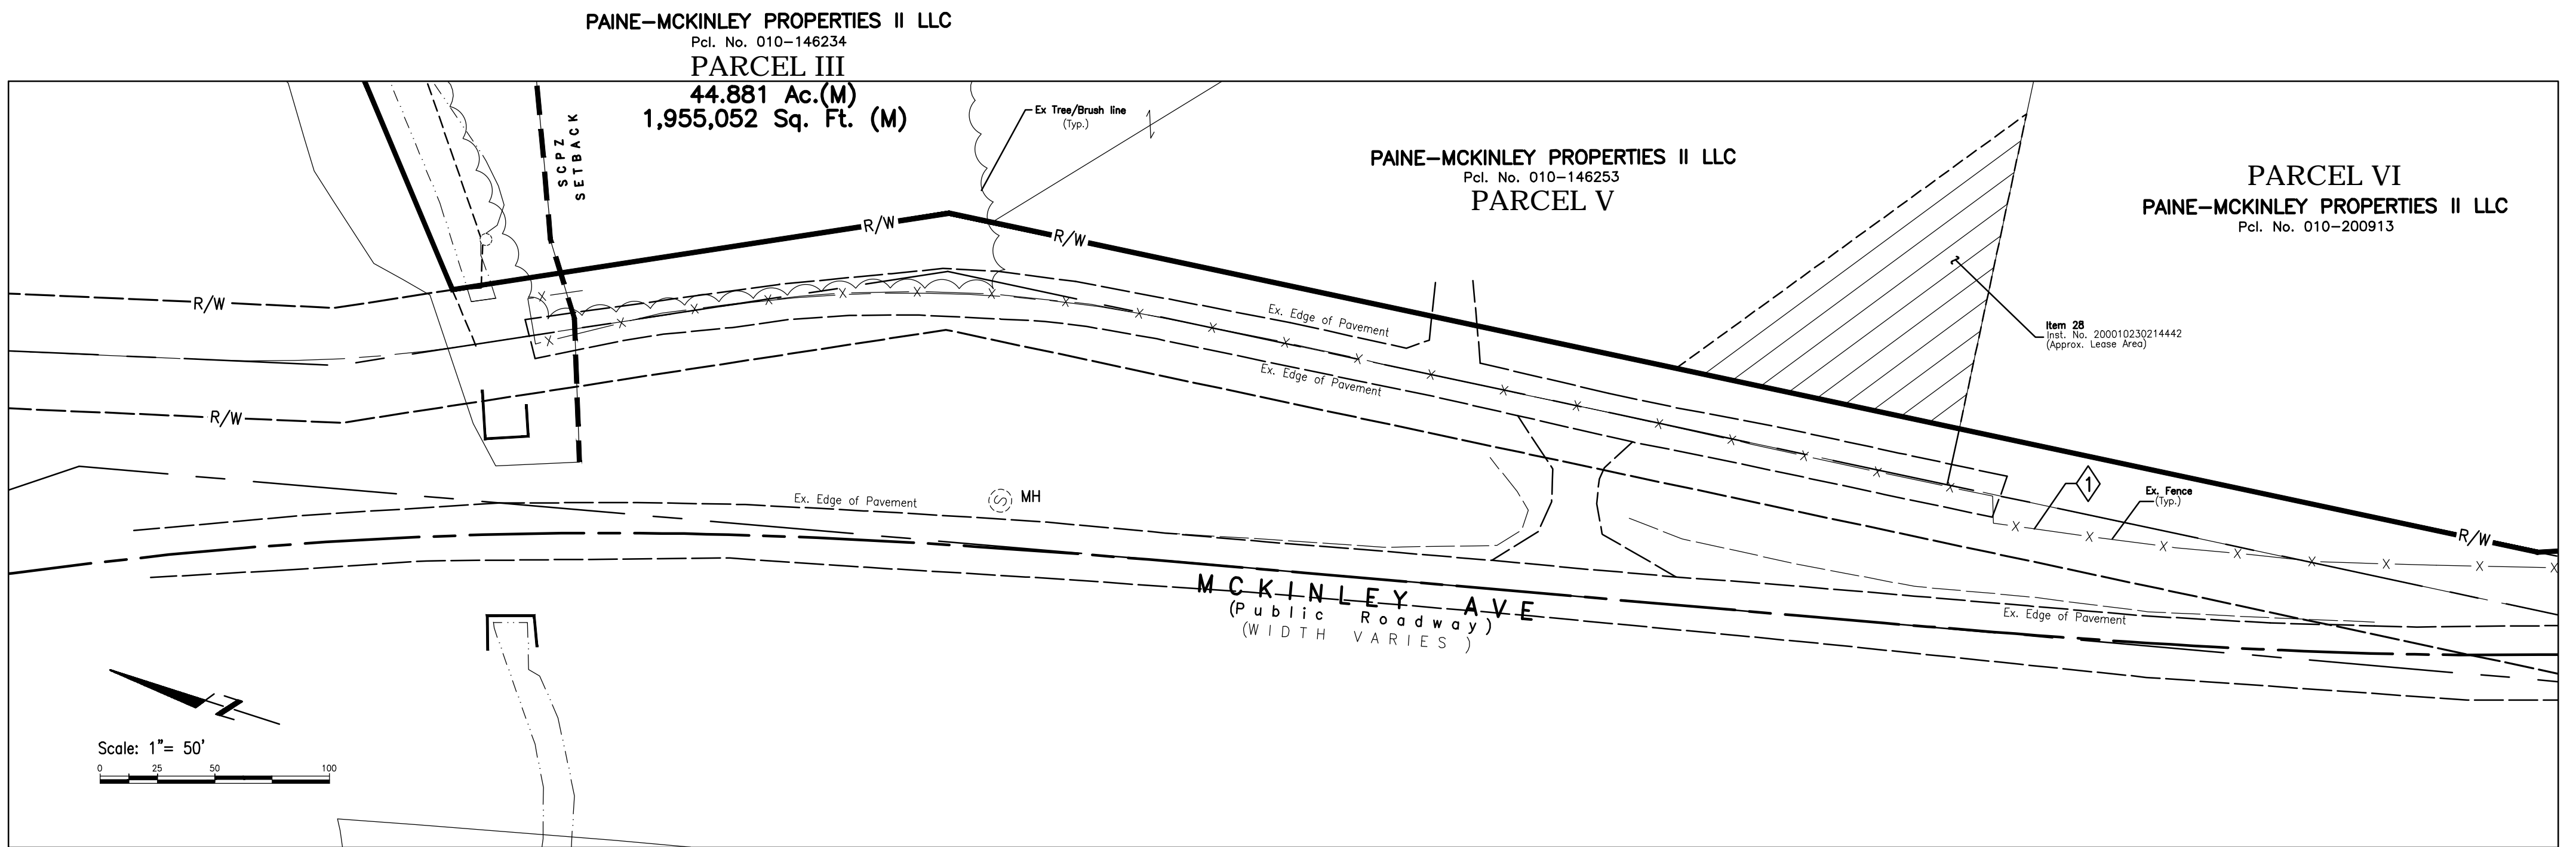 PAINE-MCKINLEY PROPERTIES II LLC
Pcl. No. 010-146234
PARCEL III
44.881 Ac.(M)
1,955,052 Sq. Ft. (M)
SCPZ
SETBACK
Ex Tree/Brush line
(Typ.)
PAINE-MCKINLEY PROPERTIES II LLC
Pcl. No. 010-146253
PARCEL V
PARCEL VI
PAINE-MCKINLEY PROPERTIES II LLC
Pcl. No. 010-200913
R/W
R/W
R/W
R/W
R/W
Ex. Edge of Pavement
Ex. Edge of Pavement
Item 28
Inst. No. 200010230214442
(Approx. Lease Area)
1
Ex. Fence
(Typ.)
Ex. Edge of Pavement
S
MH
MCKINLEY AVE
(Public Roadway)
(WIDTH VARIES )
Ex. Edge of Pavement
N
Scale: 1"= 50'
0 25 50 100